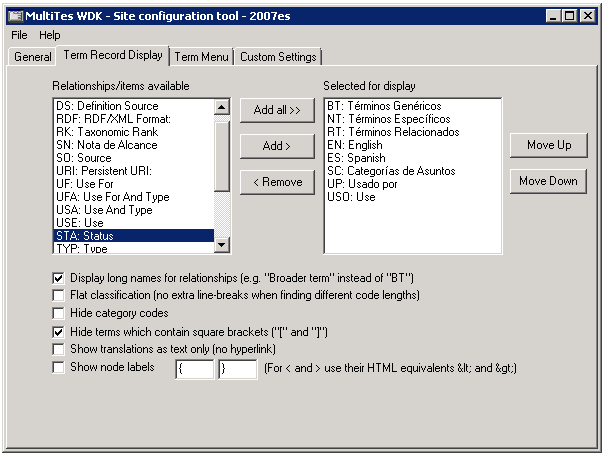 MultiTes WDK - Site configuration tool - 2007es
File Help
General Term Record Display Term Menu Custom Settings
Relationships/items available
DS: Definition Source
RDF: RDF/XML Format:
RK: Taxonomic Rank
SN: Nota de Alcance
SO: Source
URI: Persistent URI:
UF: Use For
UFA: Use For And Type
USA: Use And Type
USE: Use
STA: Status
TYP: Type
Add all >>
Add >
< Remove
Selected for display
BT: Términos Genéricos
NT: Términos Específicos
RT: Términos Relacionados
EN: English
ES: Spanish
SC: Categorías de Asuntos
UP: Usado por
USO: Use
Move Up
Move Down
Display long names for relationships (e.g. "Broader term" instead of "BT")
Flat classification (no extra line-breaks when finding different code lengths)
Hide category codes
Hide terms which contain square brackets ("[" and "]")
Show translations as text only (no hyperlink)
Show node labels { } (For < and > use their HTML equivalents &lt; and &gt;)